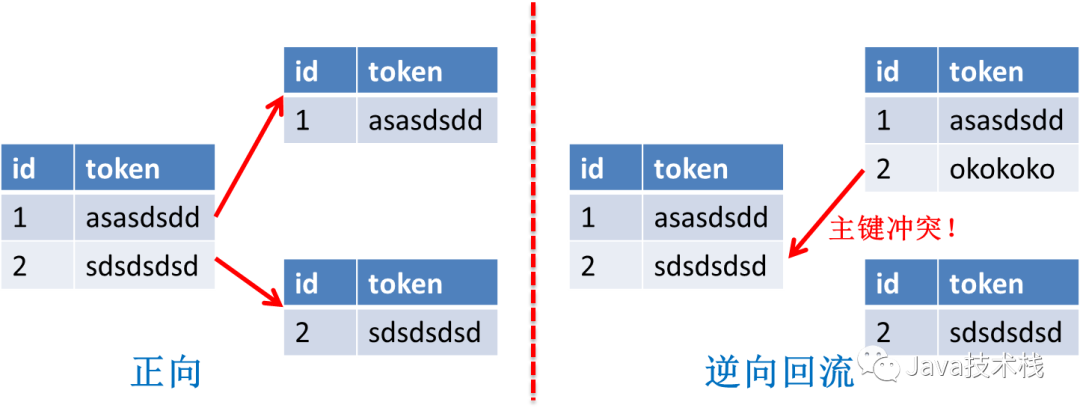 id token
1 asasdsdd
2 sdsdsdsd
id token
1 asasdsdd
id token
2 sdsdsdsd
正向
id token
1 asasdsdd
2 sdsdsdsd
id token
1 asasdsdd
2 okokoko
主键冲突！
id token
2 sdsdsdsd
逆向回流
Java技术栈